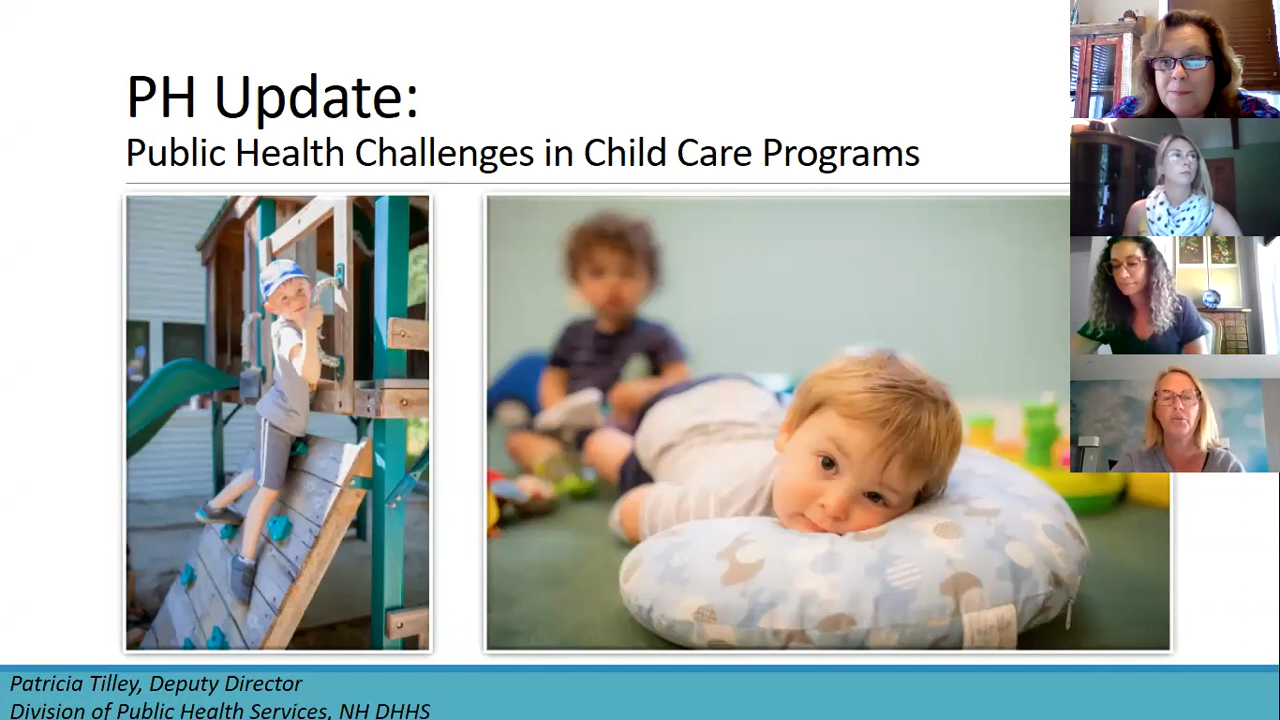 PH Update:
Public Health Challenges in Child Care Programs
Patricia Tilley, Deputy Director
Division of Public Health Services, NH DHHS